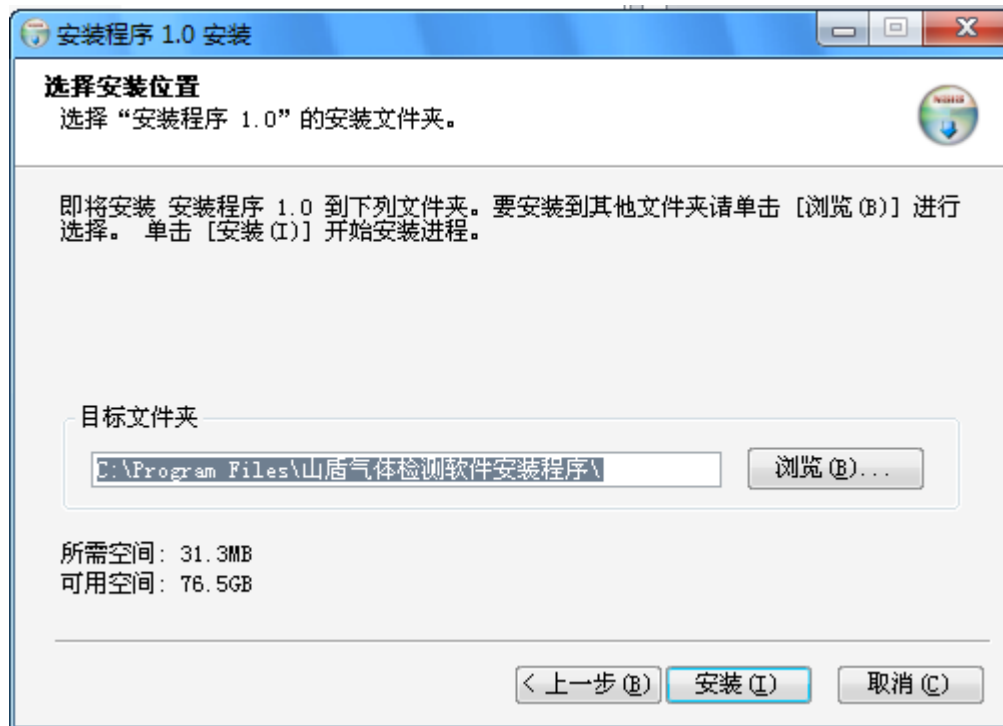 安装程序 1.0 安装
选择安装位置
选择“安装程序 1.0”的安装文件夹。
即将安装 安装程序 1.0 到下列文件夹。要安装到其他文件夹请单击 [浏览(B)] 进行
选择。 单击 [安装(I)] 开始安装进程。
目标文件夹
C:\Program Files\山盾气体检测软件安装程序\
浏览(B)...
所需空间: 31.3MB
可用空间: 76.5GB
< 上一步(B)
安装(I)
取消(C)